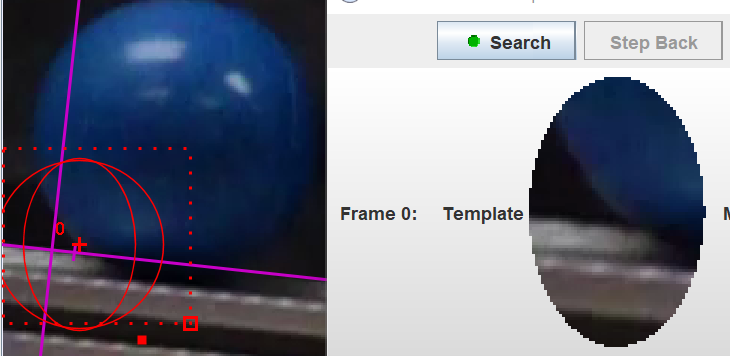 Search
Step Back
0
Frame 0:
Template